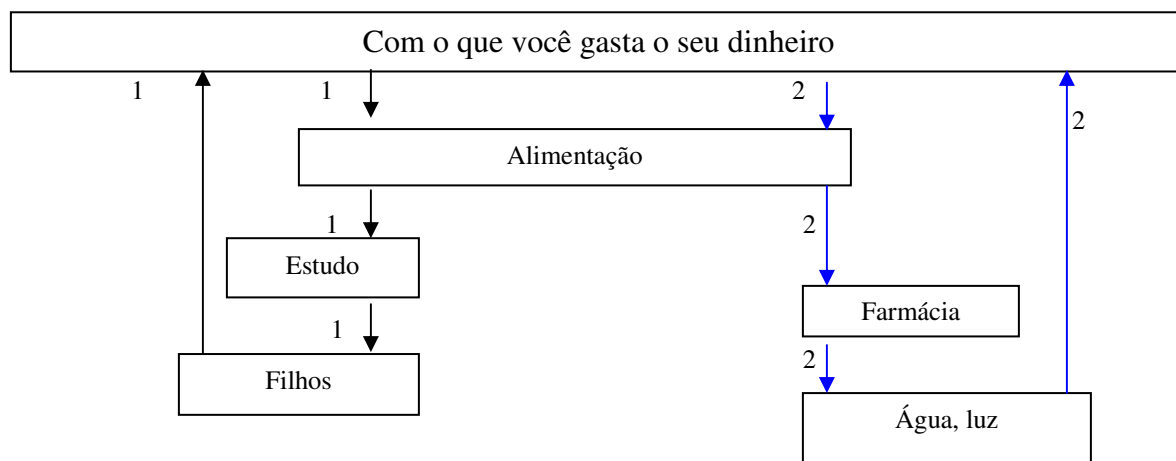 Com o que você gasta o seu dinheiro
1
1
2
2
Alimentação
1
2
Estudo
Farmácia
1
2
Filhos
Água, luz